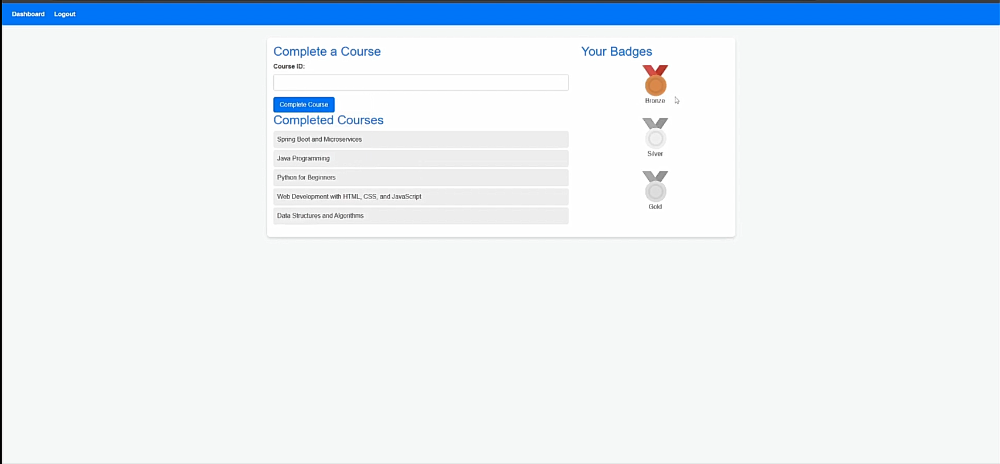 Dashboard Logout
Complete a Course
Course ID:
Complete Course
Completed Courses
Spring Boot and Microservices
Java Programming
Python for Beginners
Web Development with HTML, CSS, and JavaScript
Data Structures and Algorithms
Your Badges
Bronze
Silver
Gold